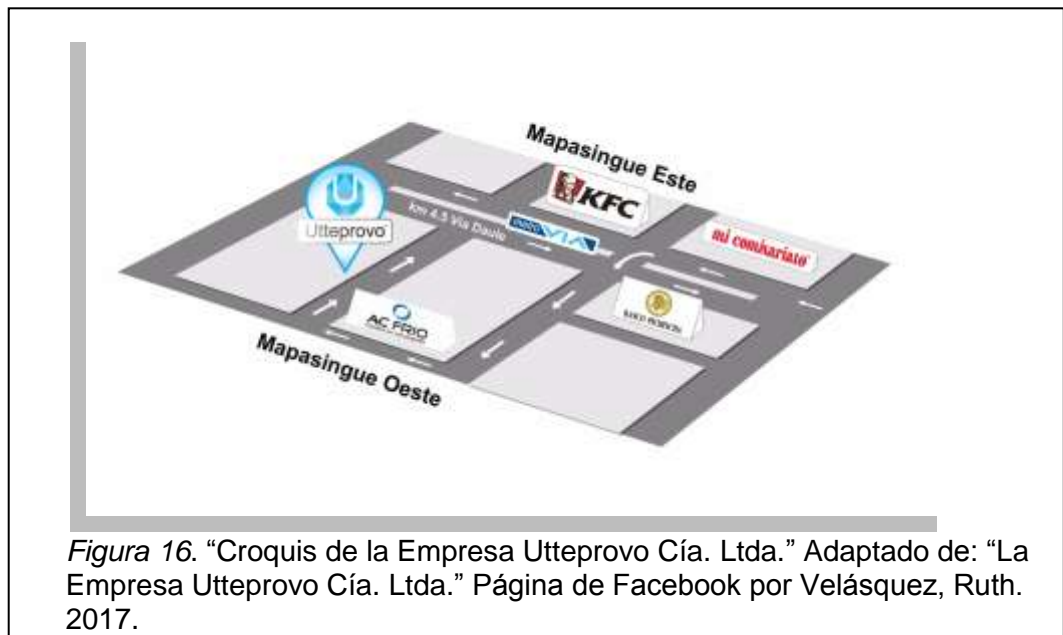 Mapasingue Este
KFC
Utteprovo
km 4.5 Via Daule
metro
VIA
mi comisariato
AC FRIO
Mapasingue Oeste
Figura 16. “Croquis de la Empresa Utteprovo Cía. Ltda.” Adaptado de: “La
Empresa Utteprovo Cía. Ltda.” Página de Facebook por Velásquez, Ruth.
2017.